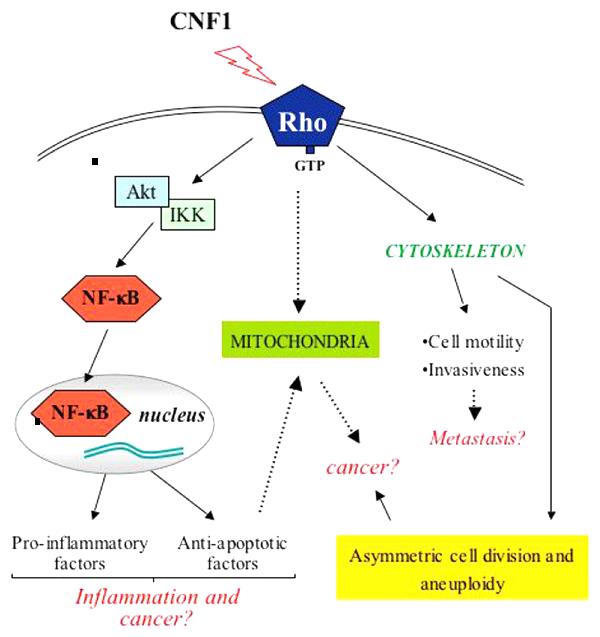 CNF1
Rho
GTP
Akt
IKK
CYTOSKELETON
NF-κB
MITOCHONDRIA
•Cell motility
•Invasiveness
NF-κB
nucleus
Metastasis?
cancer?
Pro-inflammatory
factors
Anti-apoptotic
factors
Asymmetric cell division and
aneuploidy
Inflammation and
cancer?